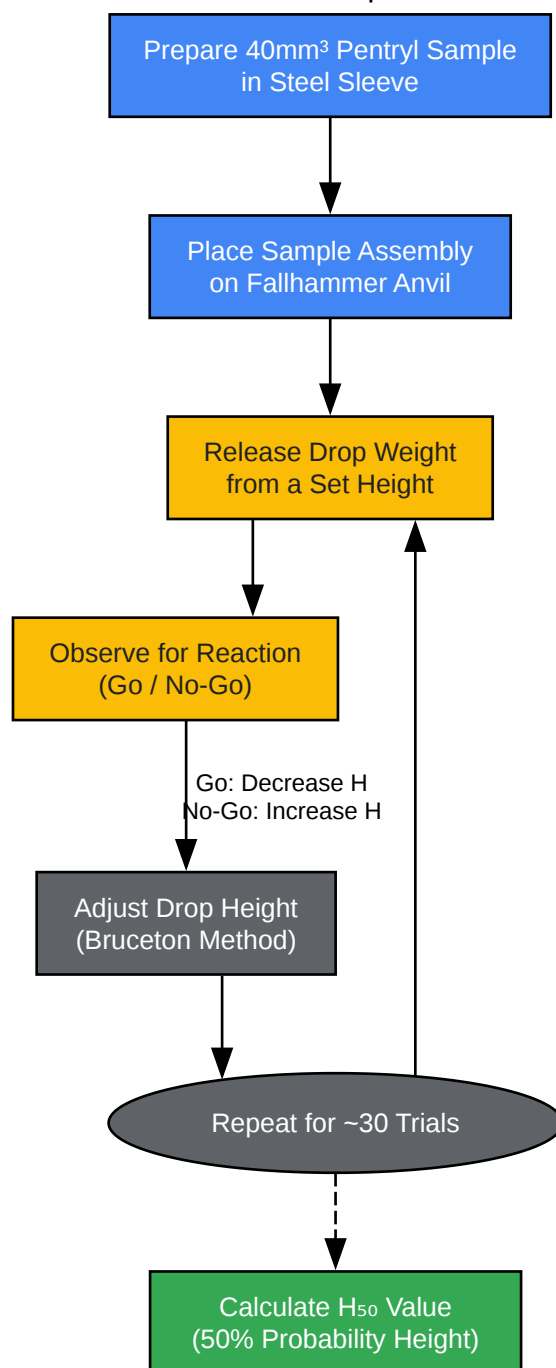 Prepare 40mm³ Pentryl Sample
in Steel Sleeve
Place Sample Assembly
on Fallhammer Anvil
Release Drop Weight
from a Set Height
Observe for Reaction
(Go / No-Go)
Go: Decrease H
No-Go: Increase H
Adjust Drop Height
(Bruceton Method)
Repeat for ~30 Trials
Calculate H₅₀ Value
(50% Probability Height)